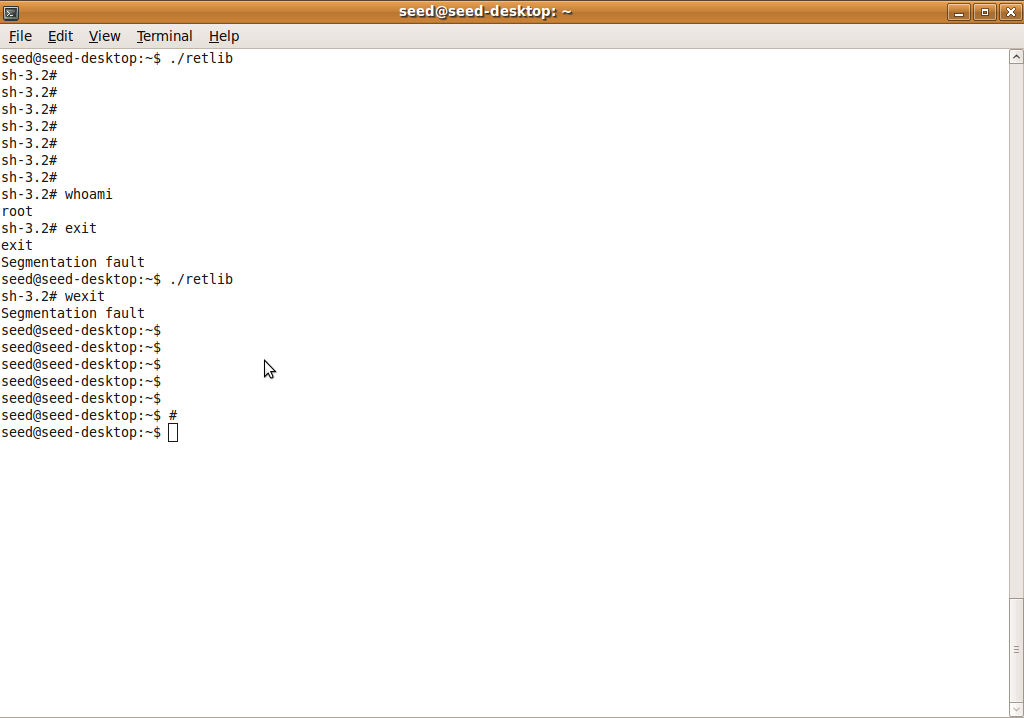 seed@seed-desktop: ~
File Edit View Terminal Help
seed@seed-desktop:~$ ./retlib
sh-3.2#
sh-3.2#
sh-3.2#
sh-3.2#
sh-3.2#
sh-3.2#
sh-3.2#
sh-3.2# whoami
root
sh-3.2# exit
exit
Segmentation fault
seed@seed-desktop:~$ ./retlib
sh-3.2# wexit
Segmentation fault
seed@seed-desktop:~$
seed@seed-desktop:~$
seed@seed-desktop:~$
seed@seed-desktop:~$
seed@seed-desktop:~$
seed@seed-desktop:~$ #
seed@seed-desktop:~$